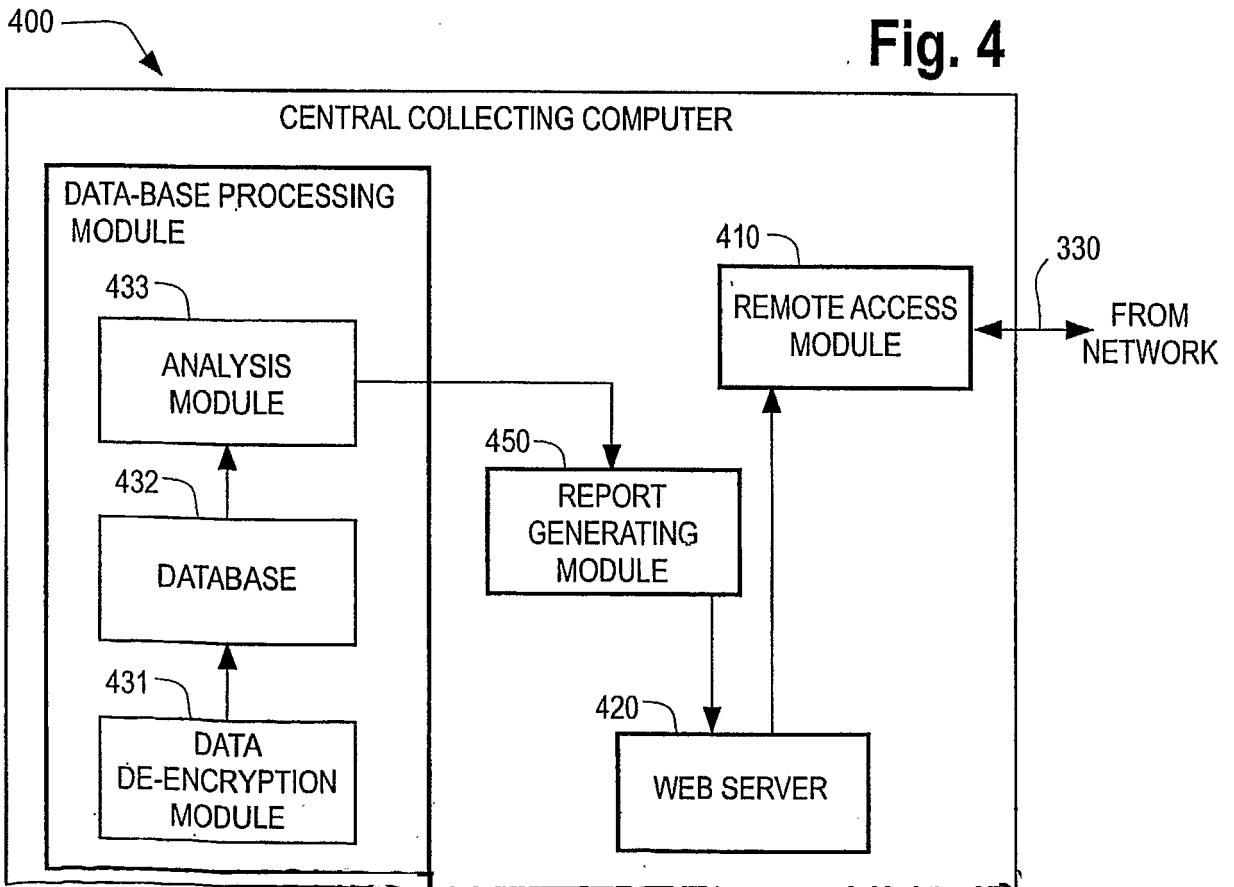 400
Fig. 4
CENTRAL COLLECTING COMPUTER
DATA-BASE PROCESSING
MODULE
433
ANALYSIS
MODULE
432
DATABASE
431
DATA
DE-ENCRYPTION
MODULE
450
REPORT
GENERATING
MODULE
420
WEB SERVER
410
REMOTE ACCESS
MODULE
330
FROM
NETWORK